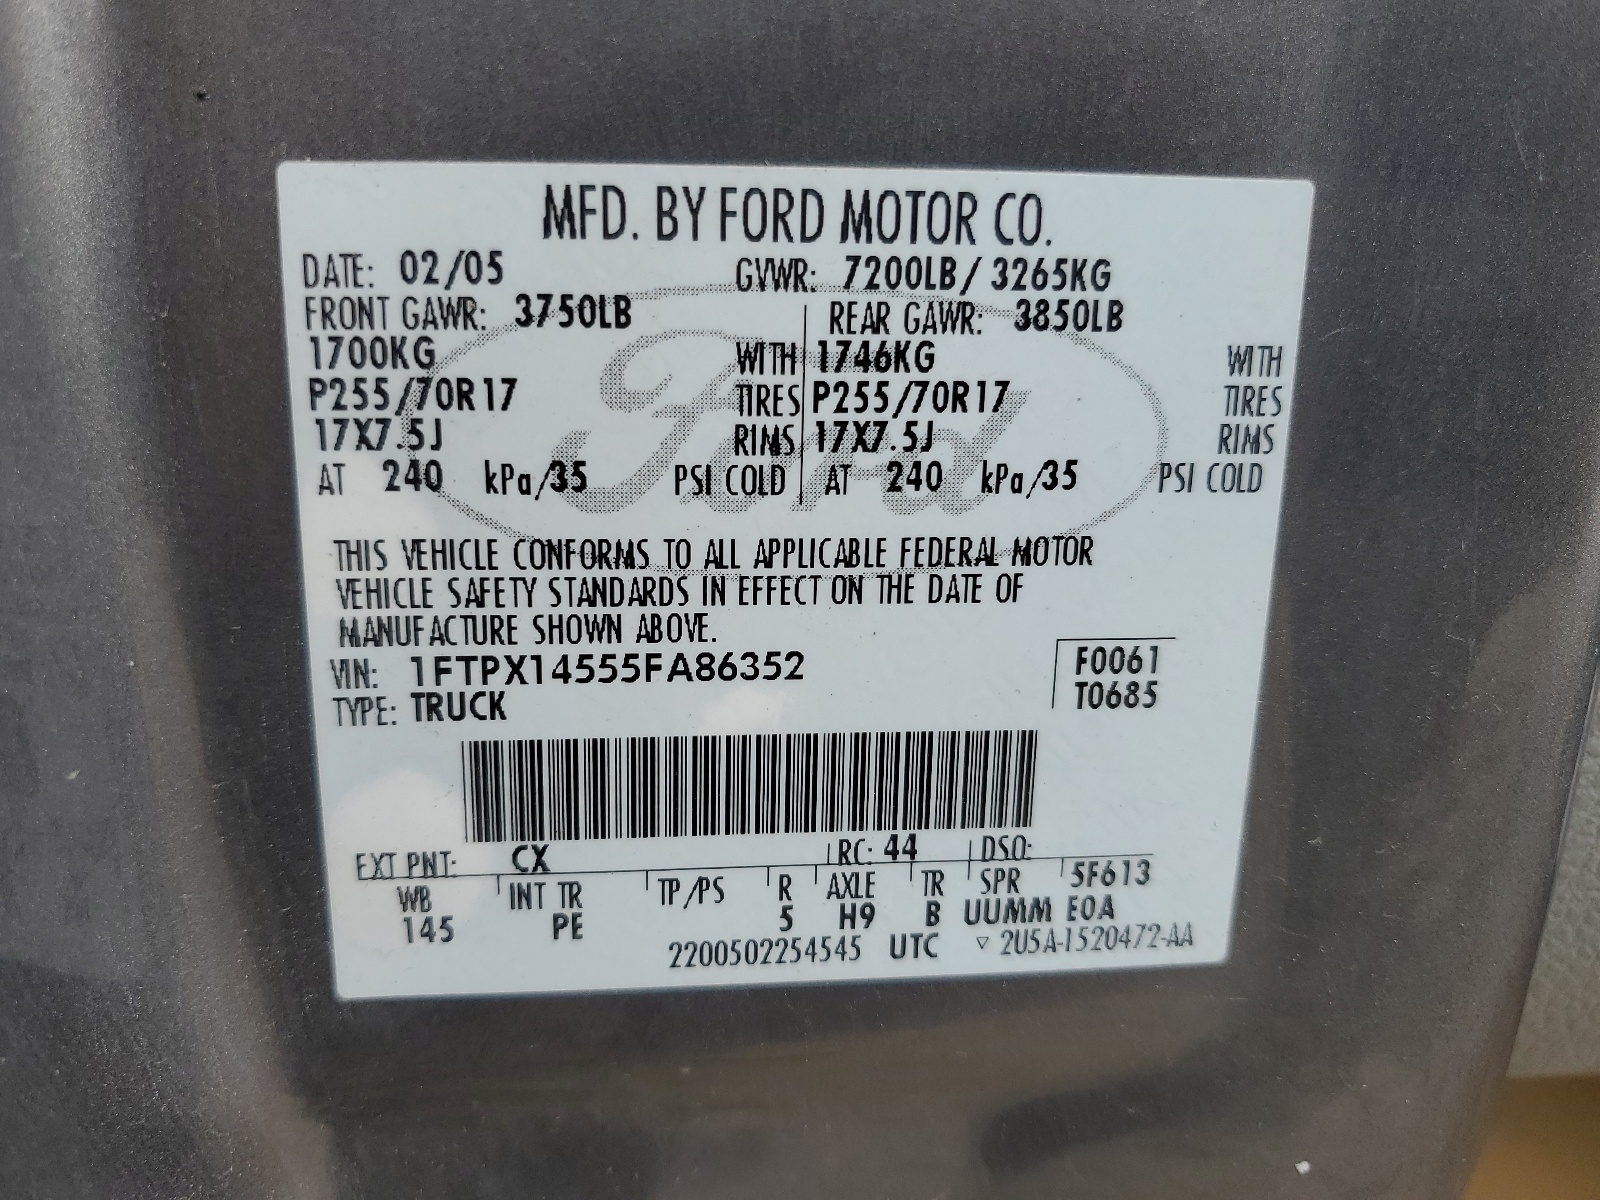 MFD. BY FORD MOTOR CO.
DATE: 02/05 GVWR: 7200LB/ 3265KG
FRONT GAWR: 3750LB REAR GAWR: 3850LB
1700KG WITH 1746KG WITH
P255/70R17 TIRES P255/70R17 TIRES
17X7.5J RIMS 17X7.5J RIMS
AT 240 kPa/35 PSI COLD AT 240 kPa/35 PSI COLD
Ford
THIS VEHICLE CONFORMS TO ALL APPLICABLE FEDERAL MOTOR
VEHICLE SAFETY STANDARDS IN EFFECT ON THE DATE OF
MANUFACTURE SHOWN ABOVE.
VIN: 1FTPX14555FA86352 F0061
TYPE: TRUCK T0685
EXT PNT: CX RC: 44 DSO:
WB INT TR TP/PS R AXLE TR SPR 5F613
145 PE 5 H9 B UUMM E0A
2200502254545 UTC ▽ 2U5A-1520472-AA